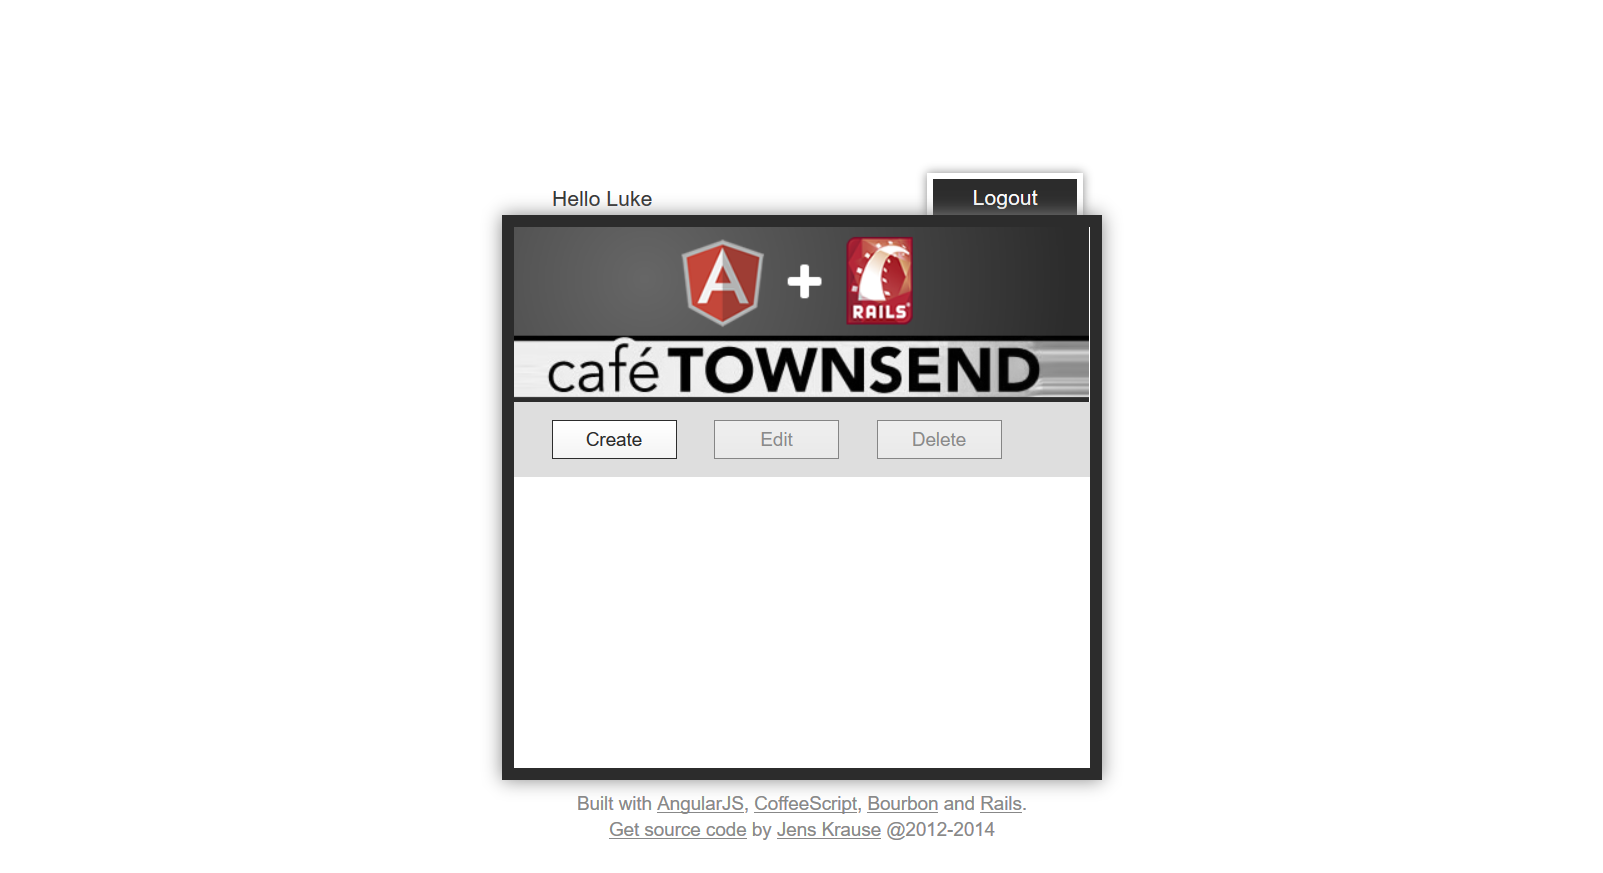 Hello Luke
Logout
A
RAILS
café TOWNSEND
Create
Edit
Delete
Built with AngularJS, CoffeeScript, Bourbon and Rails.
Get source code by Jens Krause @2012-2014